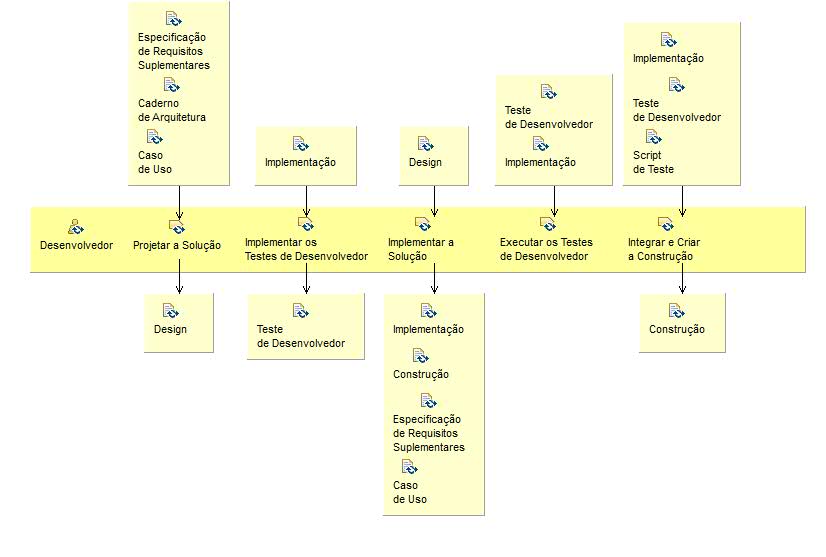 Especificação
de Requisitos
Suplementares
Caderno
de Arquitetura
Caso
de Uso
Implementação
Design
Teste
de Desenvolvedor
Implementação
Implementação
Teste
de Desenvolvedor
Script
de Teste
Desenvolvedor
Projetar a Solução
Implementar os
Testes de Desenvolvedor
Implementar a
Solução
Executar os Testes
de Desenvolvedor
Integrar e Criar
a Construção
Design
Teste
de Desenvolvedor
Implementação
Construção
Especificação
de Requisitos
Suplementares
Caso
de Uso
Construção